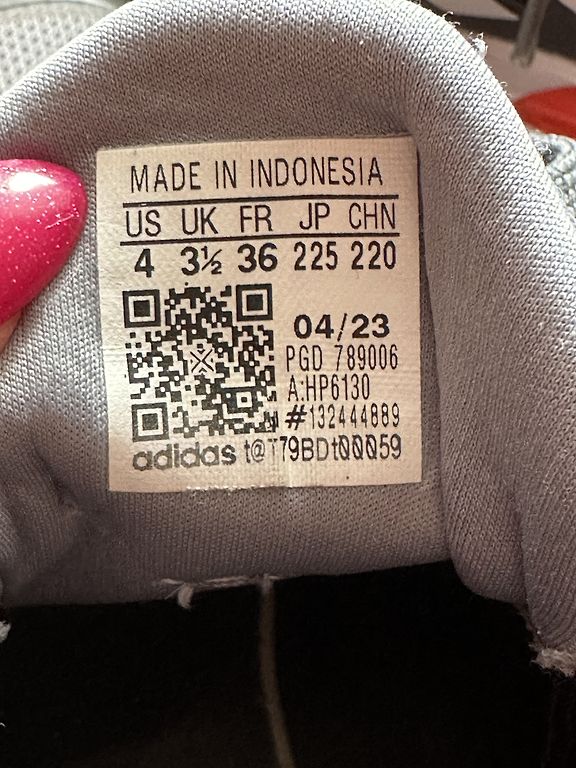 MADE IN INDONESIA
US UK FR JP CHN
4 3½ 36 225 220
04/23
PGD 789006
A:HP6130
#132444889
adidas t@T79BDt00059